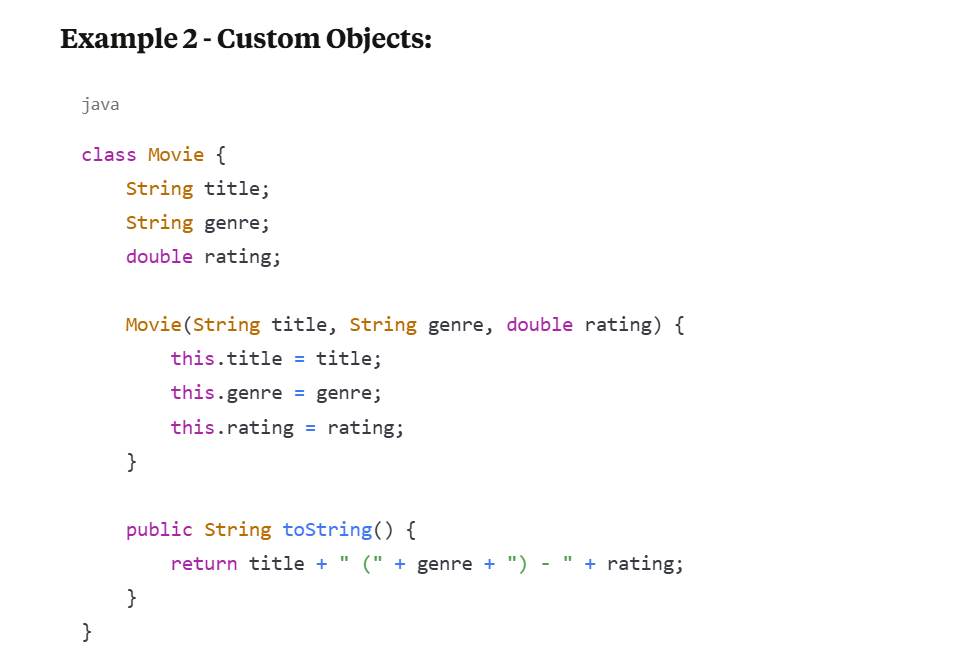 Example 2 - Custom Objects:
java
class Movie {
    String title;
    String genre;
    double rating;
    Movie(String title, String genre, double rating) {
        this.title = title;
        this.genre = genre;
        this.rating = rating;
    }
    public String toString() {
        return title + " (" + genre + ") - " + rating;
    }
}